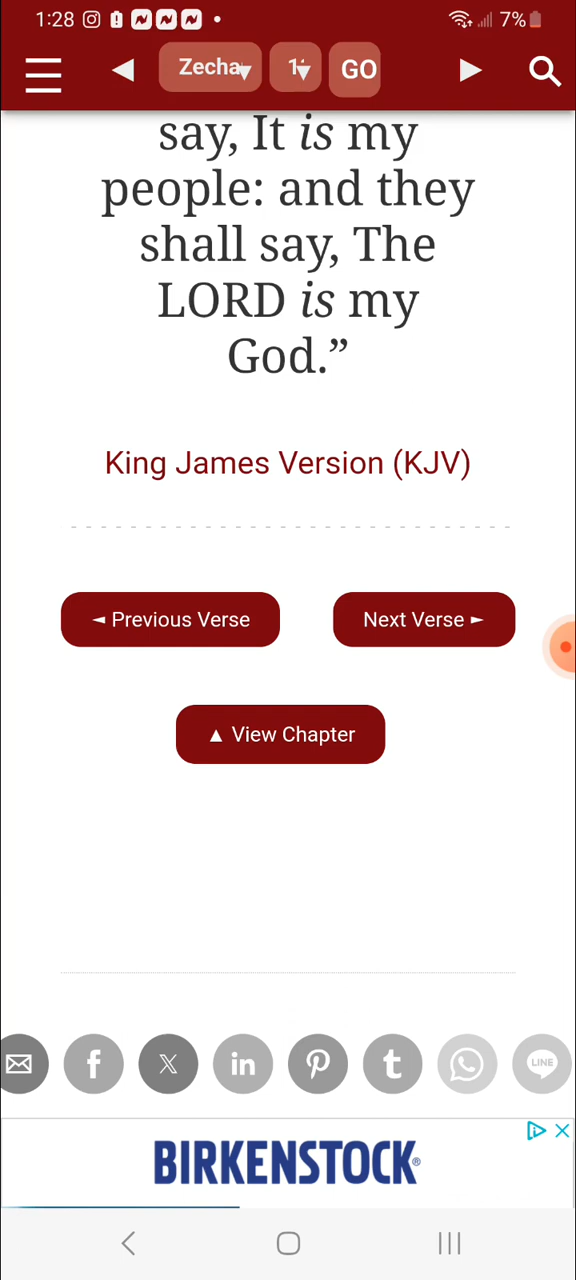 1:28 7%
Zecha 1 GO
say, It is my
people: and they
shall say, The
LORD is my
God.”
King James Version (KJV)
◄ Previous Verse Next Verse ►
▲ View Chapter
f X in P t LINE
BIRKENSTOCK®